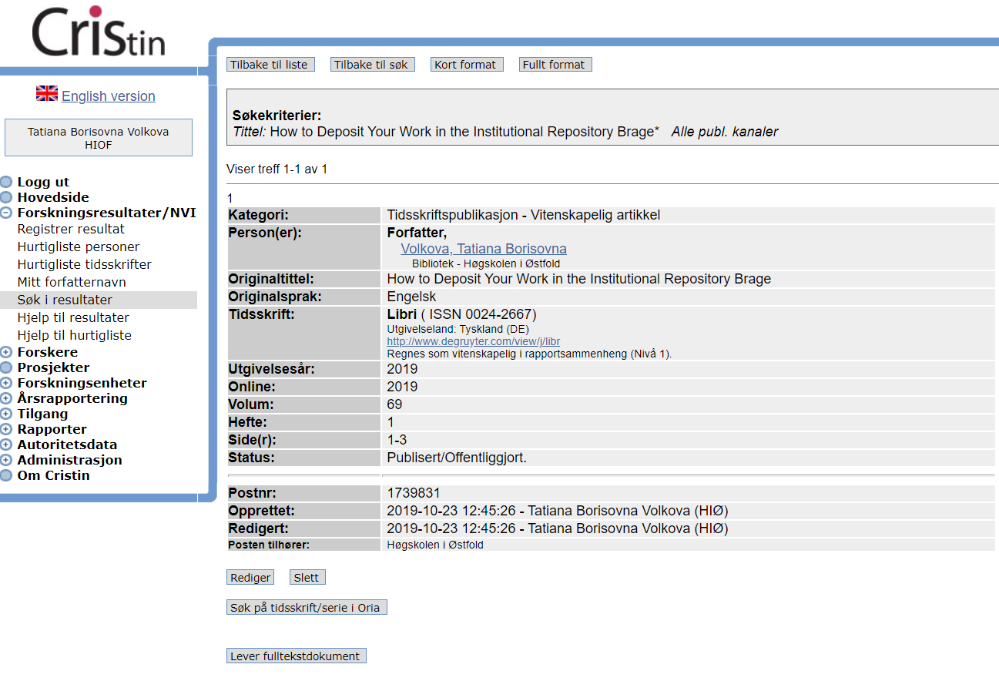 CRIStin
English version
Tatiana Borisovna Volkova
HIOF
Logg ut
Hovedside
Forskningsresultater/NVI
Registrer resultat
Hurtigliste personer
Hurtigliste tidsskrifter
Mitt forfatternavn
Søk i resultater
Hjelp til resultater
Hjelp til hurtigliste
Forskere
Prosjekter
Forskningsenheter
Årsrapportering
Tilgang
Rapporter
Autoritetsdata
Administrasjon
Om Cristin
Tilbake til liste Tilbake til søk Kort format Fullt format
Søkekriterier:
Tittel: How to Deposit Your Work in the Institutional Repository Brage* Alle publ. kanaler
Viser treff 1-1 av 1
1
Kategori: Tidsskriftspublikasjon - Vitenskapelig artikkel
Person(er): Forfatter,
Volkova, Tatiana Borisovna
Bibliotek - Høgskolen i Østfold
Originaltittel: How to Deposit Your Work in the Institutional Repository Brage
Originalsprak: Engelsk
Tidsskrift: Libri ( ISSN 0024-2667)
Utgivelseland: Tyskland (DE)
http://www.degruyter.com/view/j/libr
Regnes som vitenskapelig i rapportsammenheng (Nivå 1).
Utgivelsesår: 2019
Online: 2019
Volum: 69
Hefte: 1
Side(r): 1-3
Status: Publisert/Offentliggjort.
Postnr: 1739831
Opprettet: 2019-10-23 12:45:26 - Tatiana Borisovna Volkova (HIØ)
Redigert: 2019-10-23 12:45:26 - Tatiana Borisovna Volkova (HIØ)
Posten tilhører: Høgskolen i Østfold
Rediger Slett
Søk på tidsskrift/serie i Oria
Lever fulltekstdokument